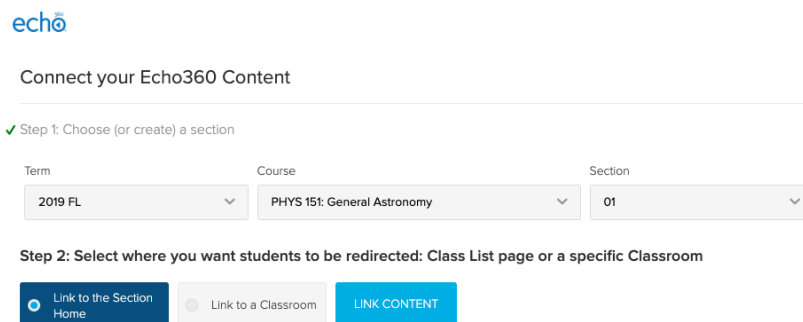 echo360
Connect your Echo360 Content
Step 1: Choose (or create) a section
Term Course Section
2019 FL PHYS 151: General Astronomy 01
Step 2: Select where you want students to be redirected: Class List page or a specific Classroom
Link to the Section
Home
Link to a Classroom
LINK CONTENT